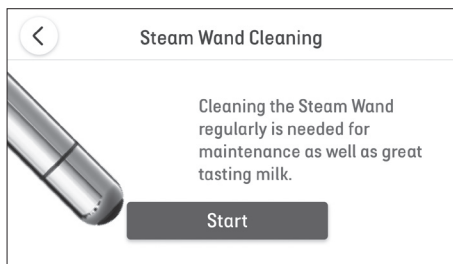 Steam Wand Cleaning
Cleaning the Steam Wand
regularly is needed for
maintenance as well as great
tasting milk.
Start